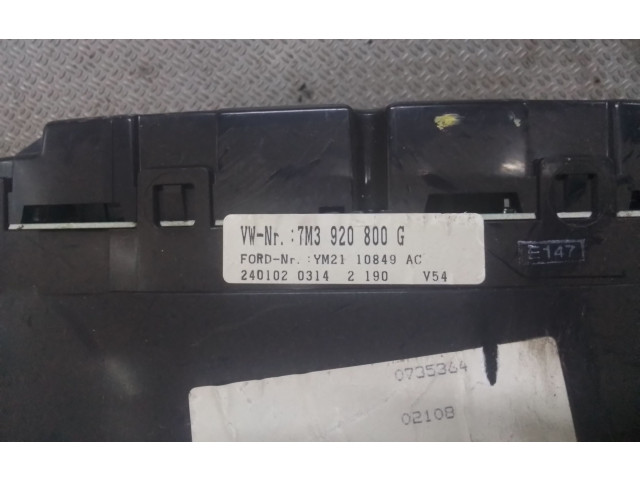 VW-Nr.:7M3 920 800 G
FORD-Nr.:YM21 10849 AC
240102 0314 2 190 V54
E147
0735364
02108